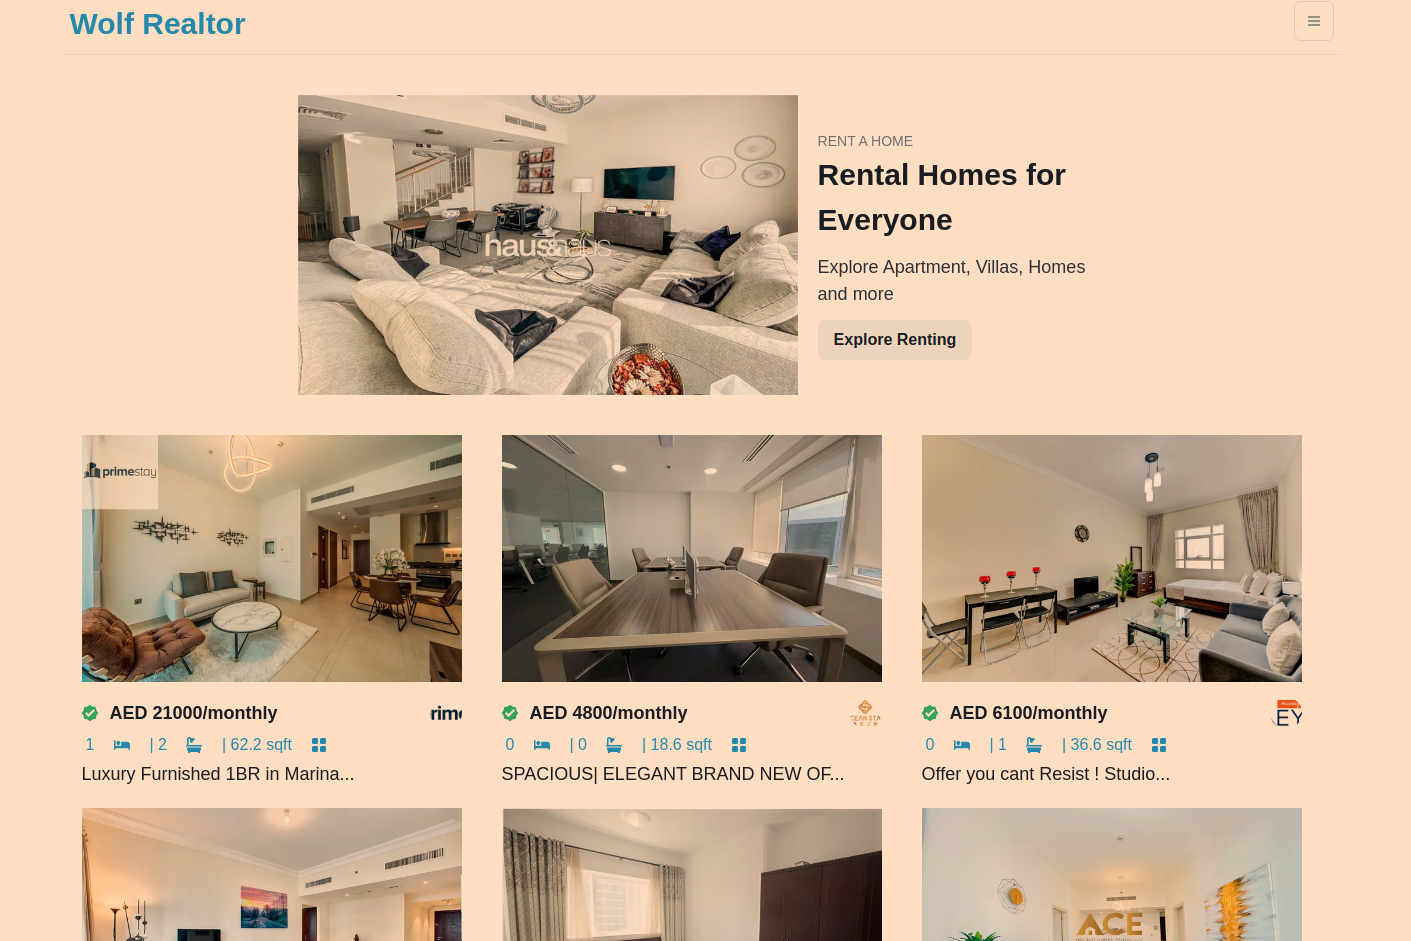 Wolf Realtor
haus&haus
RENT A HOME
Rental Homes for
Everyone
Explore Apartment, Villas, Homes
and more
Explore Renting
primestay
AED 21000/monthly
rime
1 | 2 | 62.2 sqft
Luxury Furnished 1BR in Marina...
AED 4800/monthly
0 | 0 | 18.6 sqft
SPACIOUS| ELEGANT BRAND NEW OF...
AED 6100/monthly
EY
0 | 1 | 36.6 sqft
Offer you cant Resist ! Studio...
ACE